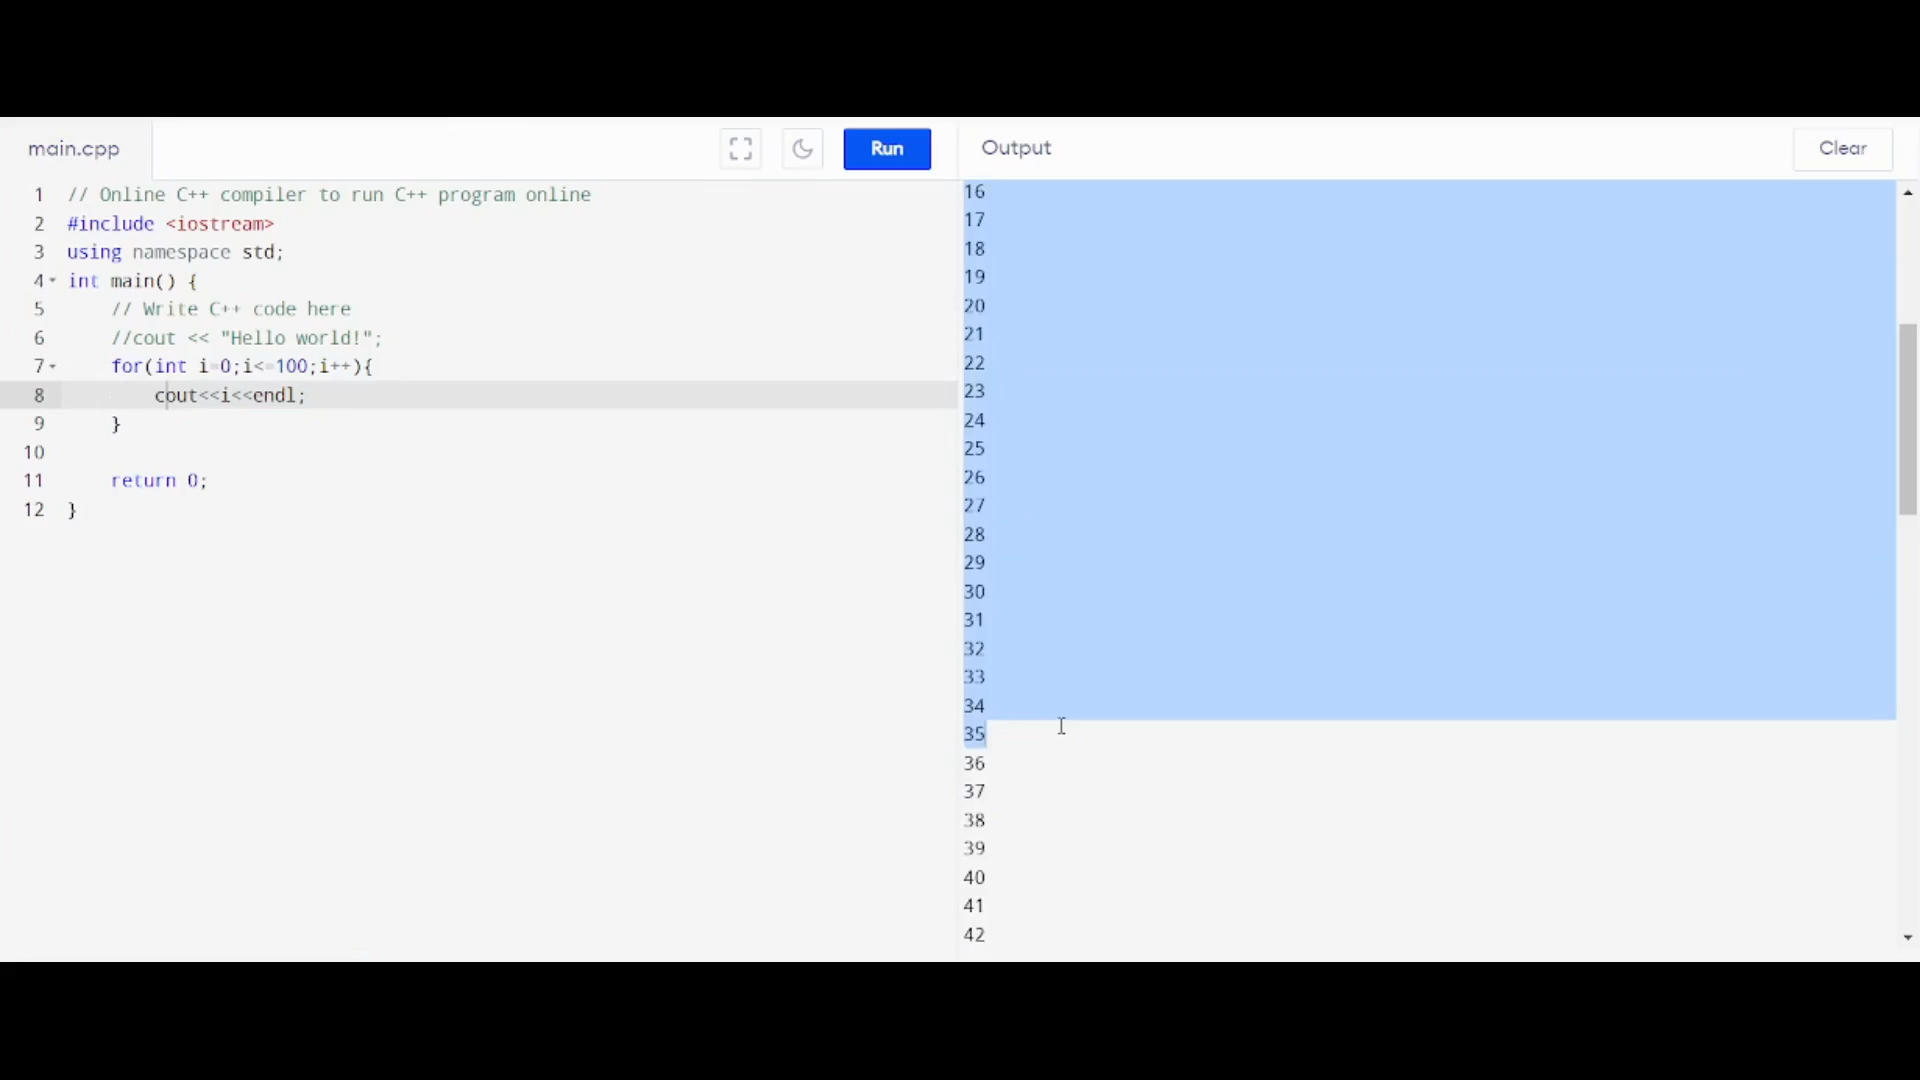 main.cpp
Run
Output
Clear
1 // Online C++ compiler to run C++ program online
2 #include <iostream>
3 using namespace std;
4 int main() {
5     // Write C++ code here
6     //cout << "Hello world!";
7     for(int i=0;i<=100;i++){
8         cout<<i<<endl;
9     }
10
11     return 0;
12 }
16
17
18
19
20
21
22
23
24
25
26
27
28
29
30
31
32
33
34
35
36
37
38
39
40
41
42